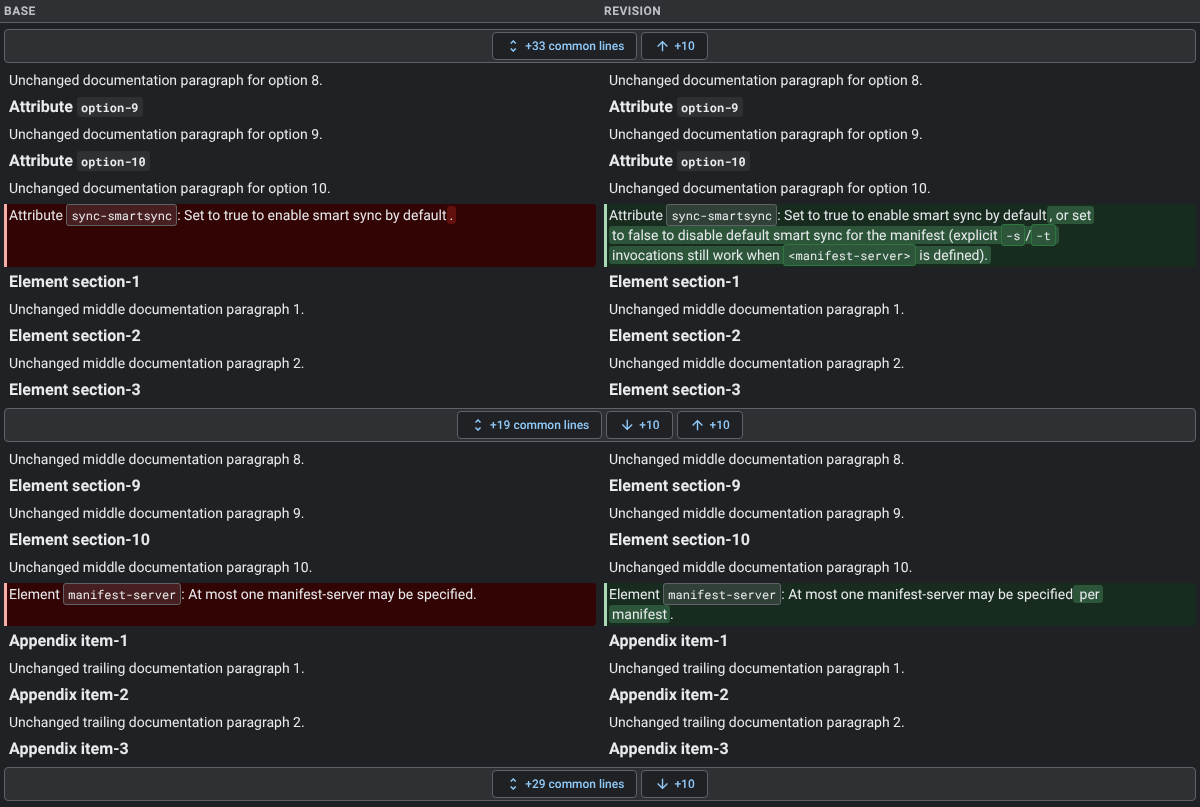 BASE REVISION
+33 common lines +10
Unchanged documentation paragraph for option 8. Unchanged documentation paragraph for option 8.
Attribute option-9 Attribute option-9
Unchanged documentation paragraph for option 9. Unchanged documentation paragraph for option 9.
Attribute option-10 Attribute option-10
Unchanged documentation paragraph for option 10. Unchanged documentation paragraph for option 10.
Attribute sync-smartsync: Set to true to enable smart sync by default. Attribute sync-smartsync: Set to true to enable smart sync by default, or set
to false to disable default smart sync for the manifest (explicit -s/-t
invocations still work when <manifest-server> is defined).
Element section-1 Element section-1
Unchanged middle documentation paragraph 1. Unchanged middle documentation paragraph 1.
Element section-2 Element section-2
Unchanged middle documentation paragraph 2. Unchanged middle documentation paragraph 2.
Element section-3 Element section-3
+19 common lines +10 +10
Unchanged middle documentation paragraph 8. Unchanged middle documentation paragraph 8.
Element section-9 Element section-9
Unchanged middle documentation paragraph 9. Unchanged middle documentation paragraph 9.
Element section-10 Element section-10
Unchanged middle documentation paragraph 10. Unchanged middle documentation paragraph 10.
Element manifest-server: At most one manifest-server may be specified. Element manifest-server: At most one manifest-server may be specified per
manifest.
Appendix item-1 Appendix item-1
Unchanged trailing documentation paragraph 1. Unchanged trailing documentation paragraph 1.
Appendix item-2 Appendix item-2
Unchanged trailing documentation paragraph 2. Unchanged trailing documentation paragraph 2.
Appendix item-3 Appendix item-3
+29 common lines +10